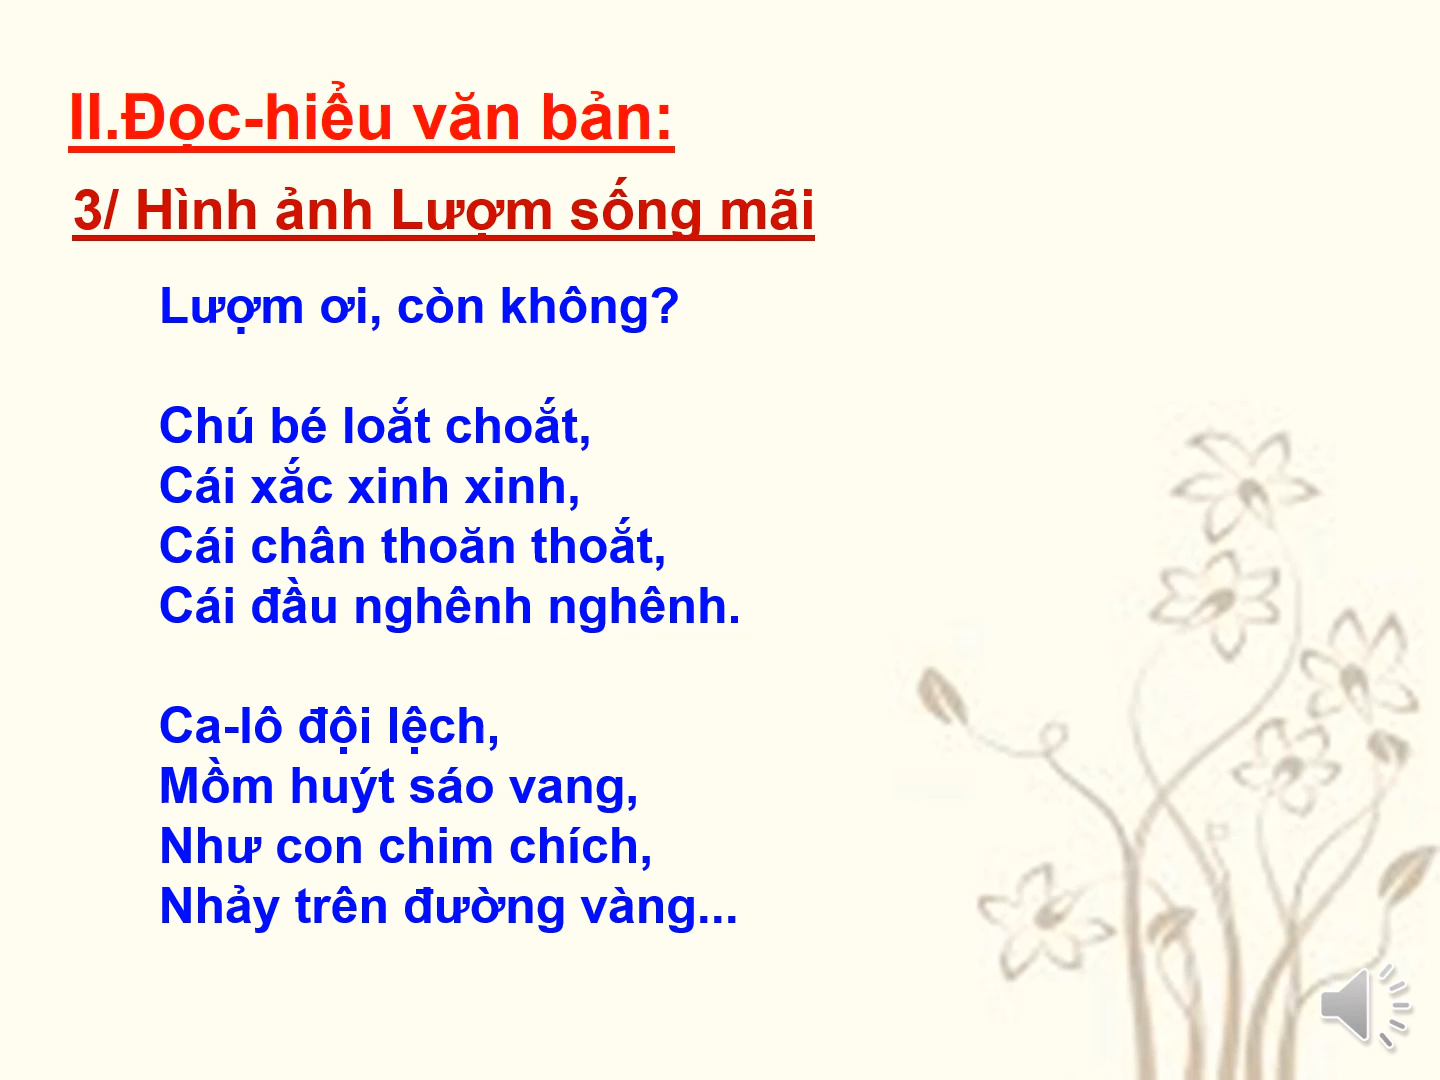 II.Đọc-hiểu văn bản:
3/ Hình ảnh Lượm sống mãi
Lượm ơi, còn không?
Chú bé loắt choắt,
Cái xắc xinh xinh,
Cái chân thoăn thoắt,
Cái đầu nghênh nghênh.
Ca-lô đội lệch,
Mồm huýt sáo vang,
Như con chim chích,
Nhảy trên đường vàng...